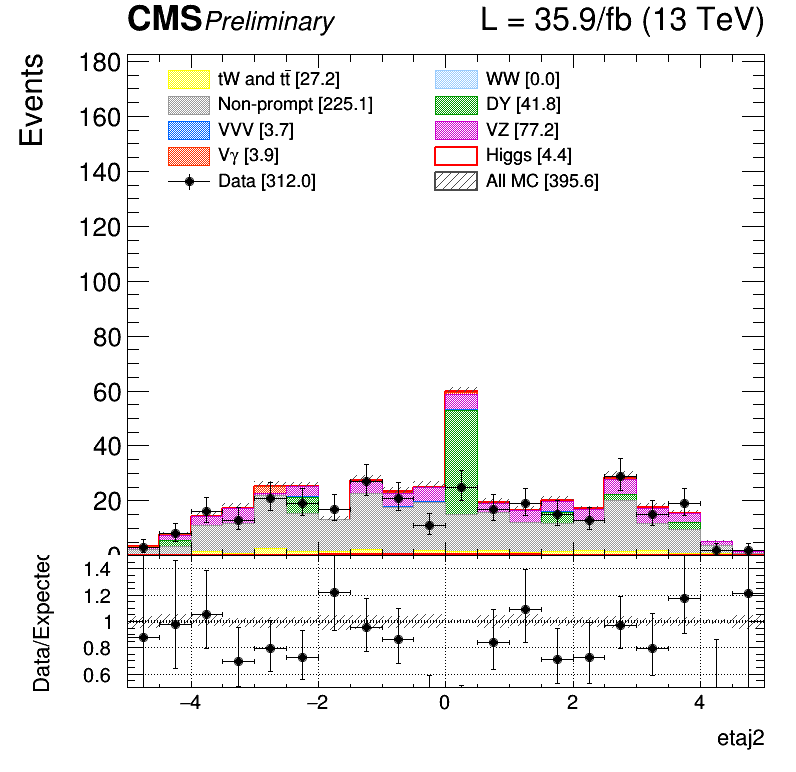 CMS Preliminary L = 35.9/fb (13 TeV)
Events
180
160
140
120
100
80
60
40
20
0
tW and tt̄ [27.2]
Non-prompt [225.1]
VVV [3.7]
Vγ [3.9]
Data [312.0]
WW [0.0]
DY [41.8]
VZ [77.2]
Higgs [4.4]
All MC [395.6]
Data/Expected
1.4
1.2
1
0.8
0.6
−4 −2 0 2 4
etaj2